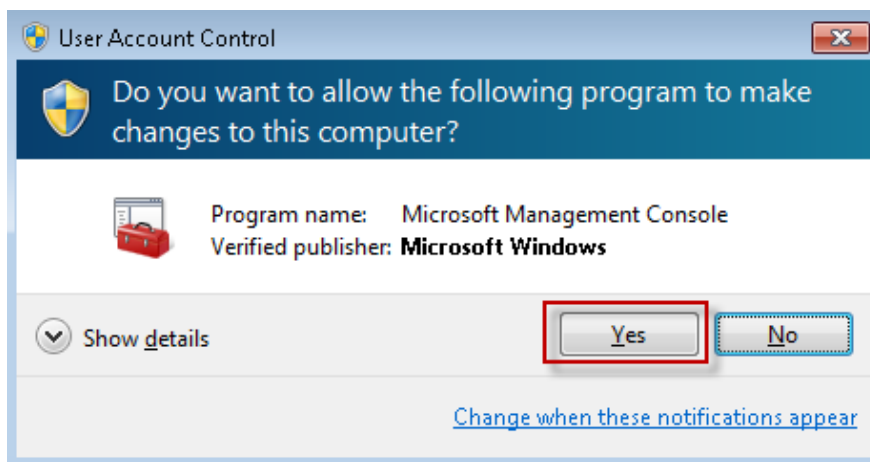 User Account Control
Do you want to allow the following program to make
changes to this computer?
Program name: Microsoft Management Console
Verified publisher: Microsoft Windows
Show details
Yes
No
Change when these notifications appear